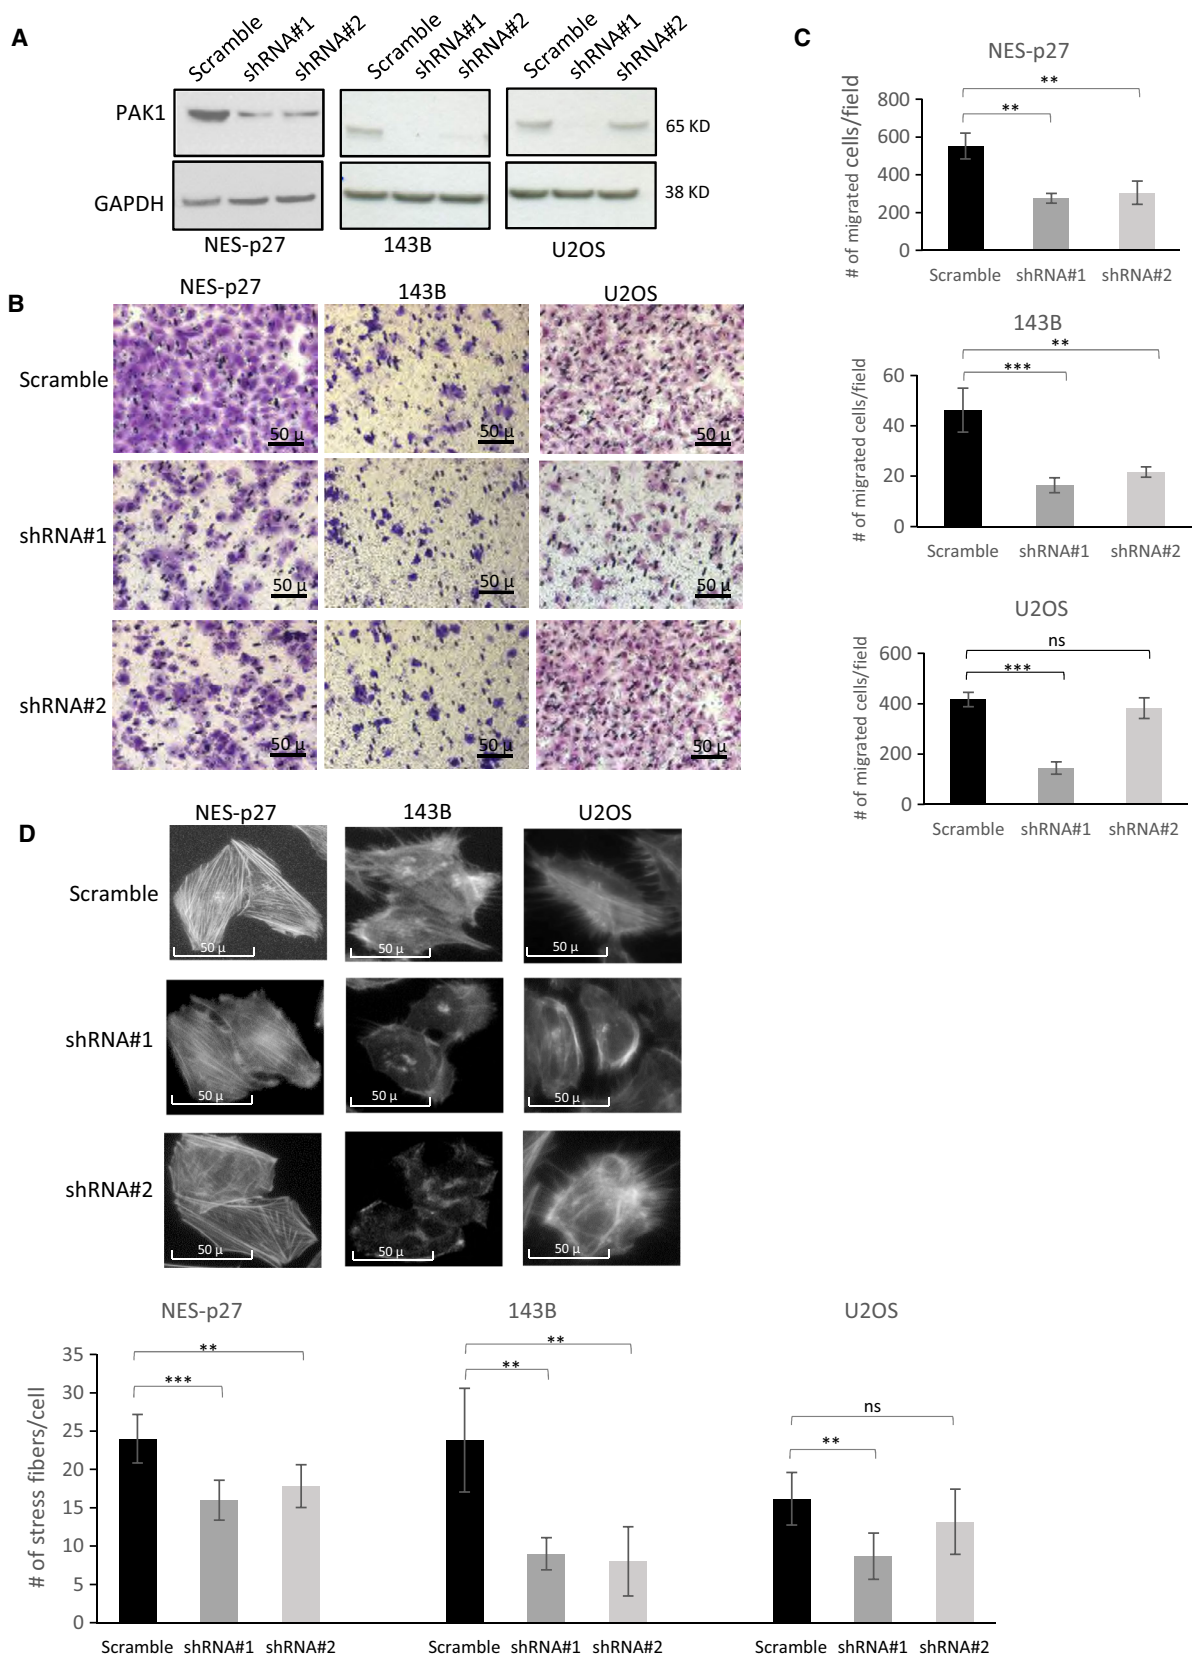 A
Scramble
shRNA#1
shRNA#2
Scramble
shRNA#1
shRNA#2
Scramble
shRNA#1
shRNA#2
PAK1
65 KD
GAPDH
38 KD
NES-p27
143B
U2OS
B
NES-p27
143B
U2OS
Scramble
50 µ
50 µ
50 µ
shRNA#1
50 µ
50 µ
50 µ
shRNA#2
50 µ
50 µ
50 µ
C
NES-p27
# of migrated cells/field
800
600
400
200
0
**
**
Scramble
shRNA#1
shRNA#2
143B
# of migrated cells/field
60
40
20
0
**
***
Scramble
shRNA#1
shRNA#2
U2OS
# of migrated cells/field
600
400
200
0
ns
***
Scramble
shRNA#1
shRNA#2
D
NES-p27
143B
U2OS
Scramble
50 µ
50 µ
50 µ
shRNA#1
50 µ
50 µ
50 µ
shRNA#2
50 µ
50 µ
50 µ
# of stress fibers/cell
35
30
25
20
15
10
5
0
NES-p27
**
***
Scramble
shRNA#1
shRNA#2
143B
**
**
Scramble
shRNA#1
shRNA#2
U2OS
ns
**
Scramble
shRNA#1
shRNA#2